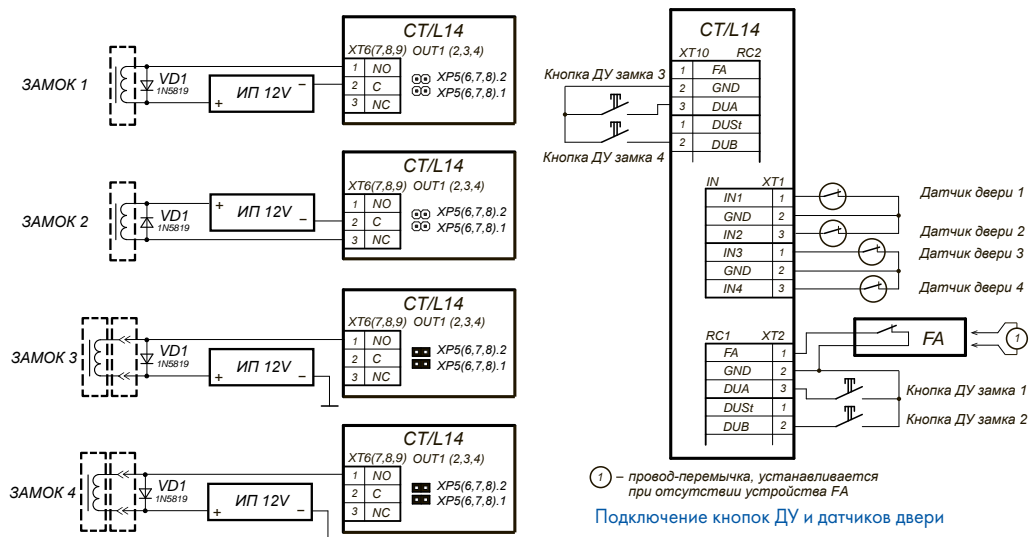 CT/L14
XT6(7,8,9) OUT1 (2,3,4)
1 NO
2 C
3 NC
XP5(6,7,8).2
XP5(6,7,8).1
ЗАМОК 1
VD1
1N5819
ИП 12V
+
–
CT/L14
XT6(7,8,9) OUT1 (2,3,4)
1 NO
2 C
3 NC
XP5(6,7,8).2
XP5(6,7,8).1
ЗАМОК 2
VD1
1N5819
ИП 12V
+
–
CT/L14
XT6(7,8,9) OUT1 (2,3,4)
1 NO
2 C
3 NC
XP5(6,7,8).2
XP5(6,7,8).1
ЗАМОК 3
VD1
1N5819
ИП 12V
+
–
CT/L14
XT6(7,8,9) OUT1 (2,3,4)
1 NO
2 C
3 NC
XP5(6,7,8).2
XP5(6,7,8).1
ЗАМОК 4
VD1
1N5819
ИП 12V
+
–
CT/L14
XT10 RC2
1 FA
2 GND
3 DUA
1 DUSt
2 DUB
Кнопка ДУ замка 3
Кнопка ДУ замка 4
IN XT1
IN1 1
GND 2
IN2 3
IN3 1
GND 2
IN4 3
Датчик двери 1
Датчик двери 2
Датчик двери 3
Датчик двери 4
RC1 XT2
FA 1
GND 2
DUA 3
DUSt 1
DUB 2
FA
1
Кнопка ДУ замка 1
Кнопка ДУ замка 2
1 – провод-перемычка, устанавливается
при отсутствии устройства FA
Подключение кнопок ДУ и датчиков двери